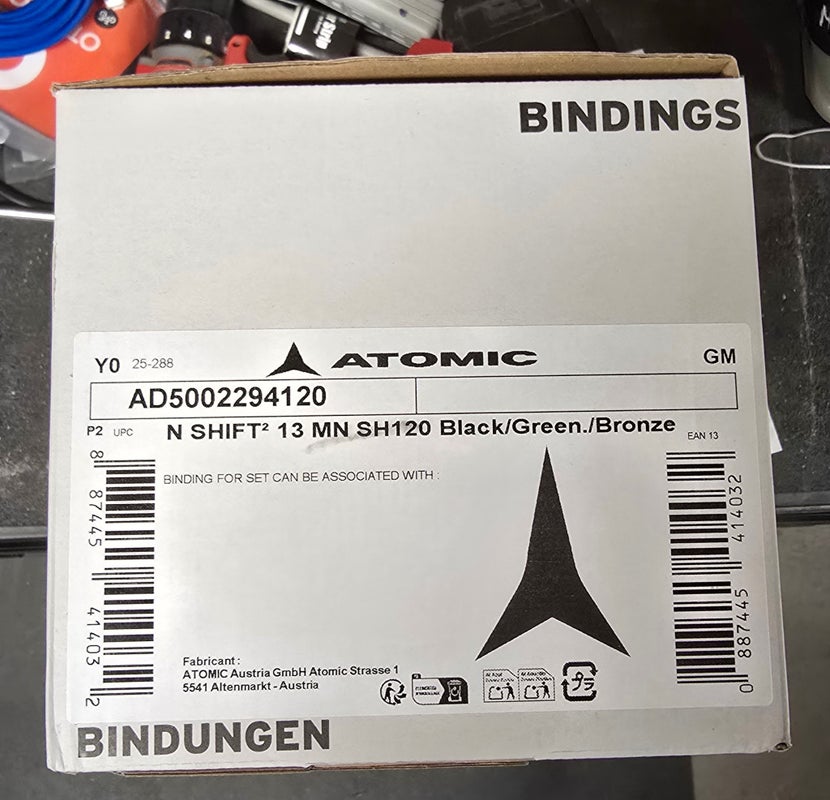 BINDINGS
Y0 25-288 ATOMIC GM
AD5002294120
P2 UPC N SHIFT² 13 MN SH120 Black/Green./Bronze EAN 13
BINDING FOR SET CAN BE ASSOCIATED WITH :
8 87445 41403 2
0 887445 414032
Fabricant :
ATOMIC Austria GmbH Atomic Strasse 1
5541 Altenmarkt - Austria
BINDUNGEN